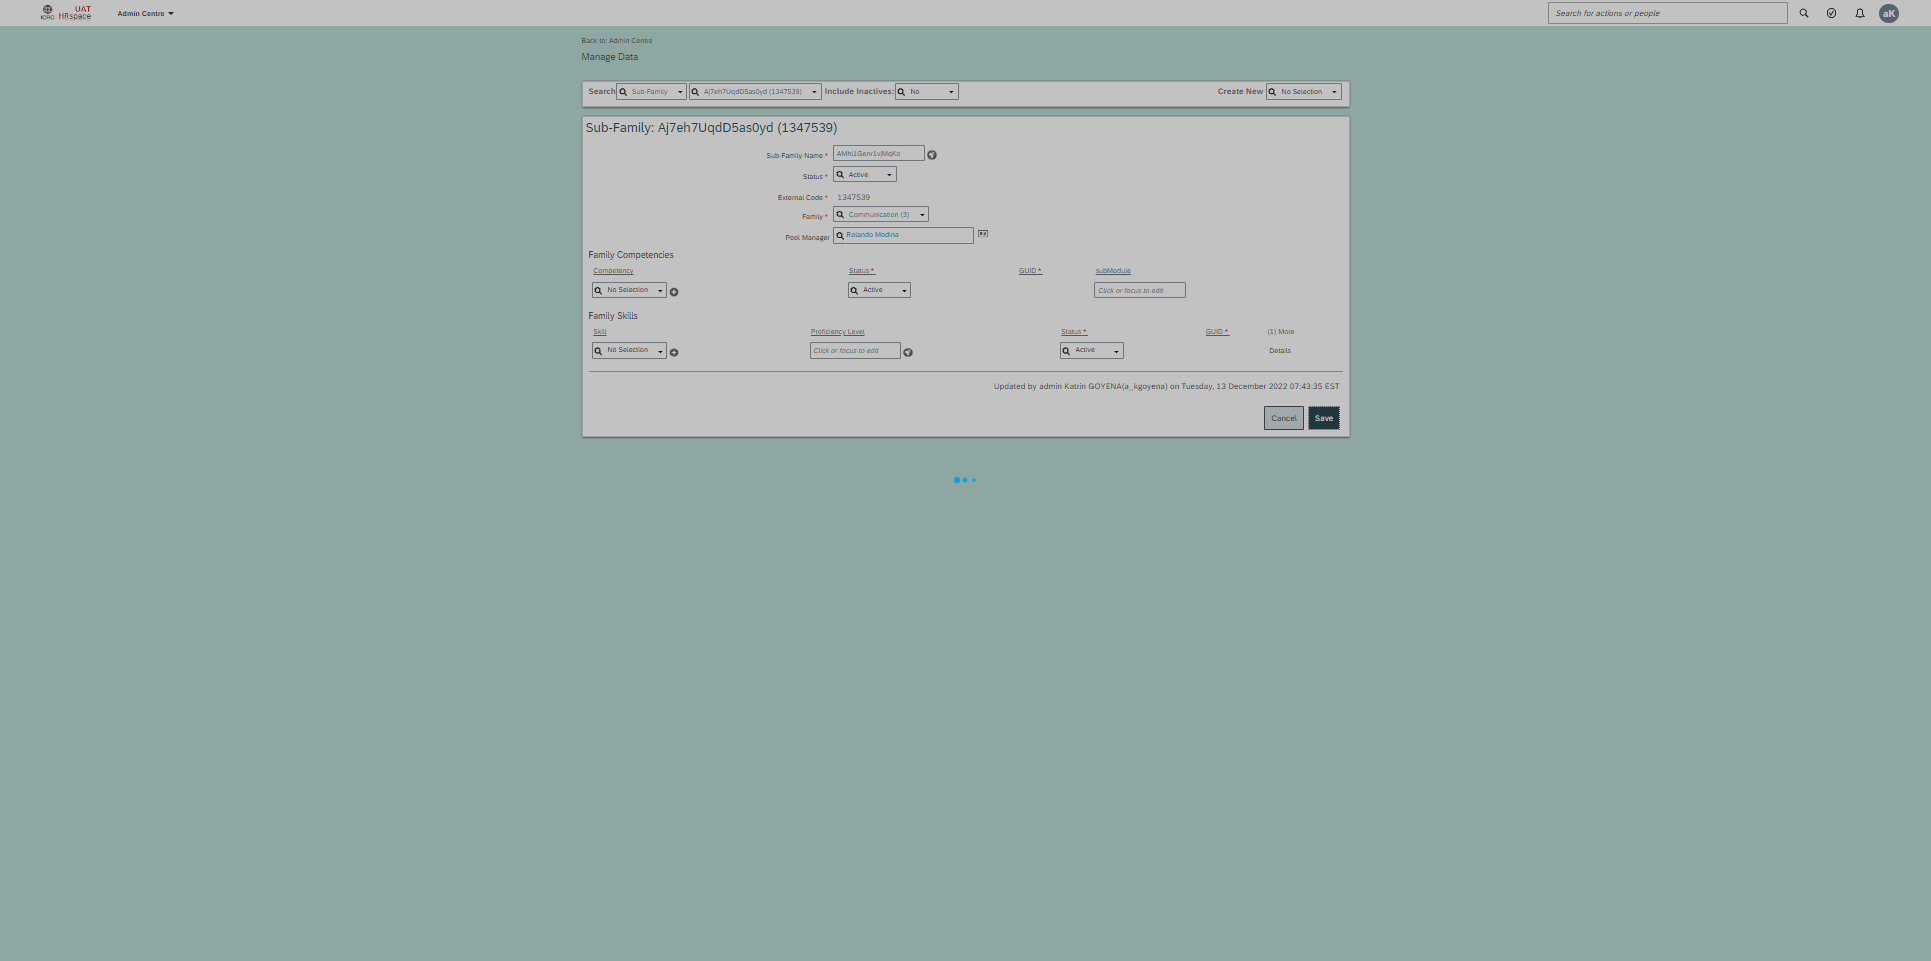 ICRC UAT HRspace Admin Centre Search for actions or people aK
Back to: Admin Centre
Manage Data
Search Sub-Family Aj7eh7UqdD5as0yd (1347539) Include Inactives: No Create New No Selection
Sub-Family: Aj7eh7UqdD5as0yd (1347539)
Sub-Family Name *
Status * Active
External Code * 1347539
Family * Communication (3)
Pool Manager Rolando Medina
Family Competencies
Competency Status * GUID * subModule
No Selection Active Click or focus to edit
Family Skills
Skill Proficiency Level Status * GUID * (1) More
No Selection Click or focus to edit Active Details
Updated by admin Katrin GOYENA(a_kgoyena) on Tuesday, 13 December 2022 07:43:35 EST
Cancel Save